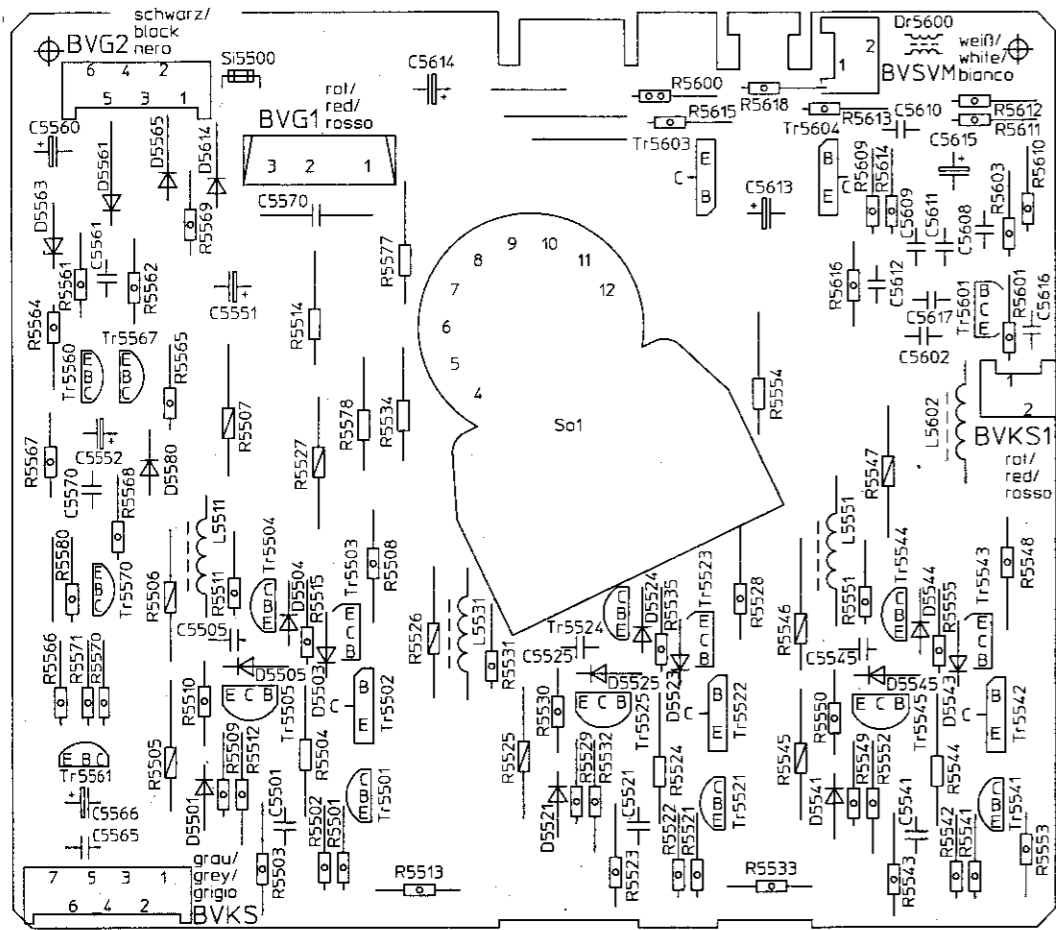 schwarz/
black
nero
BVG2
6 4 2
5 3 1
Si5500
C5614
rot/
red/
rosso
BVG1
3 2 1
Dr5600
weiß/
white/
bianco
BVSVM
2
1
R5600
R5615
R5618
R5613
C5610
R5612
R5611
Tr5603
Tr5604
C5615
R5610
C5560
D5561
D5565
D5614
D5563
C5561
R5569
R5561
R5562
C5570
R5577
E
C
B
B
C
E
C5613
R5609
R5614
C5609
C5611
C5608
R5603
R5616
C5612
C5617
C5602
Tr5601
B
C
E
R5601
C5616
R5564
C5551
R5514
Tr5560
Tr5567
E
B
C
E
B
C
R5565
R5507
R5578
R5534
R5527
4
5
6
7
8
9
10
11
12
So1
R5554
L5602
1
2
BVKS1
rot/
red/
rosso
R5547
R5567
C5552
C5570
R5568
D5580
L5511
Tr5504
Tr5503
R5508
R5580
Tr5570
E
B
C
R5506
R5511
C5505
D5504
R5515
E
C
B
R5526
L5531
R5531
Tr5524
C5525
D5524
R5535
Tr5523
E
C
B
R5528
R5546
L5551
R5551
C5545
Tr5544
D5544
R5555
Tr5543
E
C
B
R5548
R5566
R5571
R5570
E B C
Tr5561
C5566
C5565
R5510
D5505
E C B
Tr5505
D5503
R5504
B
C
E
Tr5502
R5505
D5501
R5509
R5512
C5501
R5502
R5501
Tr5501
R5503
R5513
R5530
D5525
E C B
Tr5525
D5523
R5524
B
C
E
Tr5522
R5525
D5521
R5529
R5532
C5521
R5522
R5521
Tr5521
R5523
R5533
R5550
D5545
E C B
Tr5545
D5543
R5544
B
C
E
Tr5542
R5545
D5541
R5549
R5552
C5541
R5542
R5541
Tr5541
R5543
R5553
7 5 3 1
6 4 2
grau/
grey/
grigio
BVKS